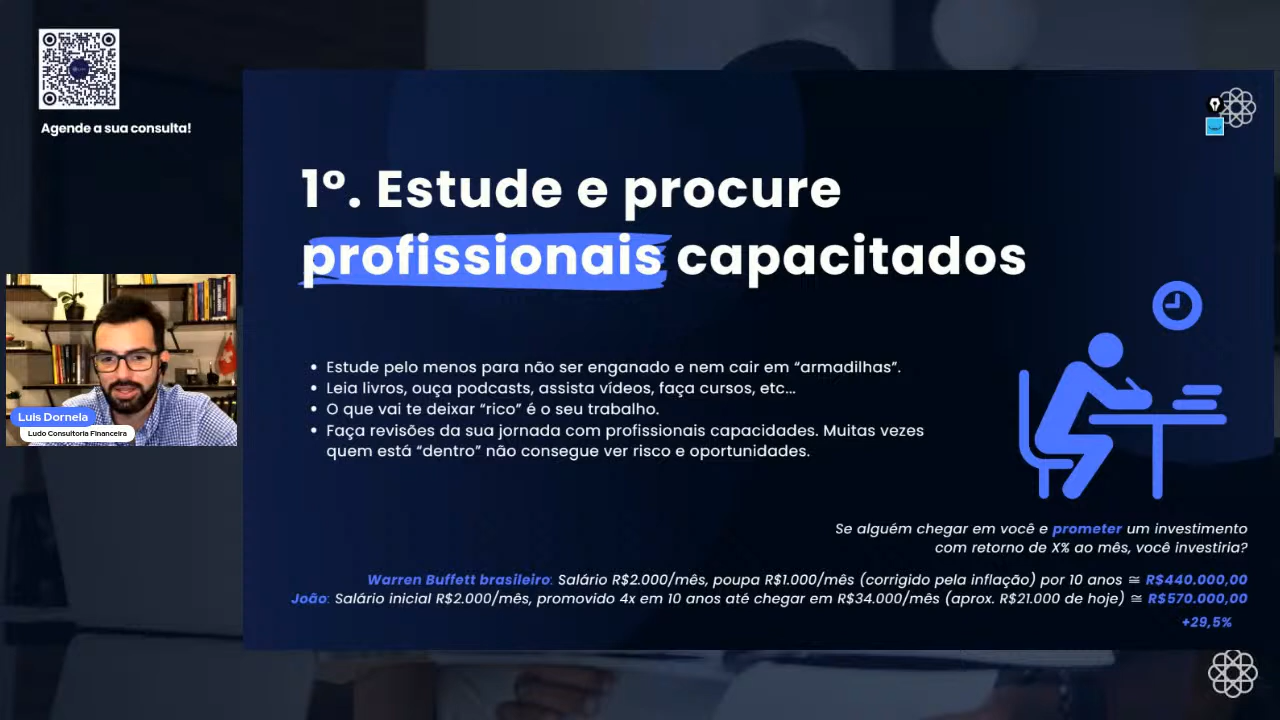 Agende a sua consulta!
1º. Estude e procure
profissionais capacitados
Estude pelo menos para não ser enganado e nem cair em “armadilhas”.
Leia livros, ouça podcasts, assista vídeos, faça cursos, etc...
O que vai te deixar “rico” é o seu trabalho.
Faça revisões da sua jornada com profissionais capacidades. Muitas vezes
quem está “dentro” não consegue ver risco e oportunidades.
Luis Dornela
Ludo Consultoria Financeira
Se alguém chegar em você e prometer um investimento
com retorno de X% ao mês, você investiria?
Warren Buffett brasileiro: Salário R$2.000/mês, poupa R$1.000/mês (corrigido pela inflação) por 10 anos ≅ R$440.000,00
João: Salário inicial R$2.000/mês, promovido 4x em 10 anos até chegar em R$34.000/mês (aprox. R$21.000 de hoje) ≅ R$570.000,00
+29,5%